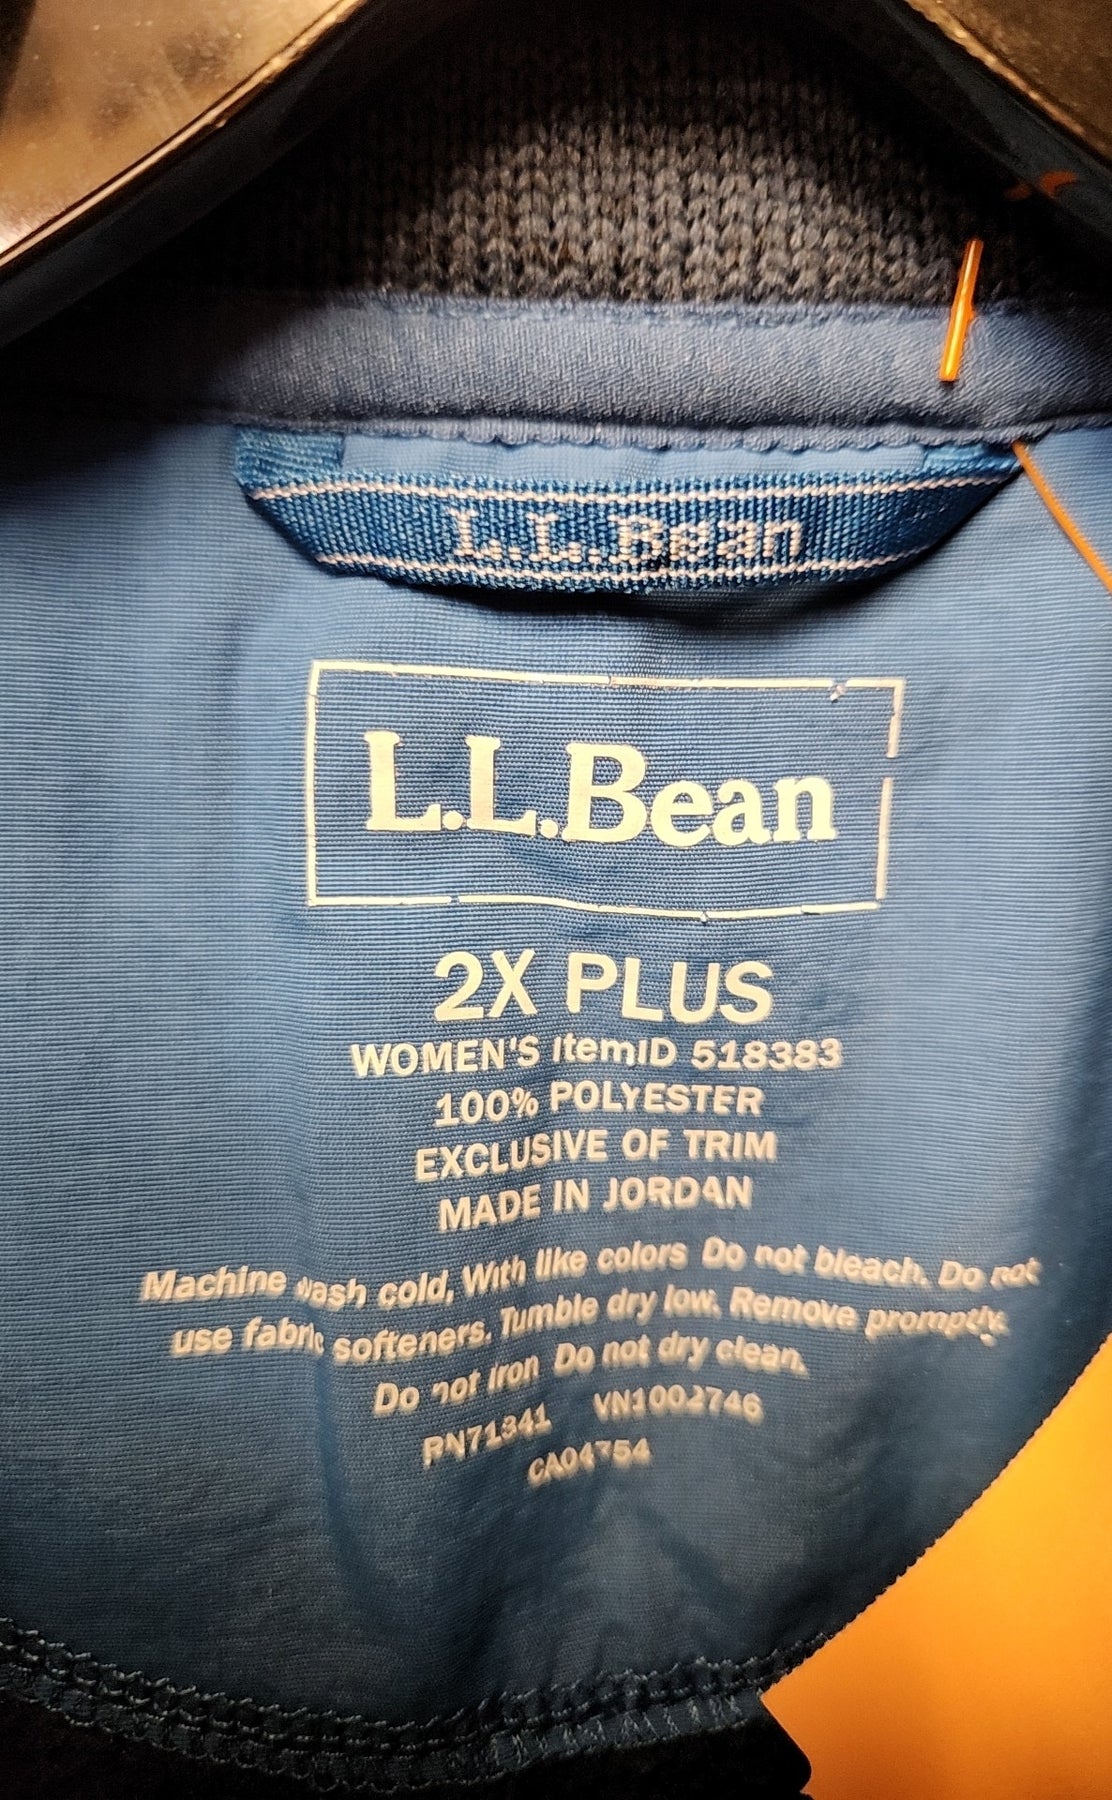 L.L.Bean
L.L.Bean
2X PLUS
WOMEN'S ItemID 518383
100% POLYESTER
EXCLUSIVE OF TRIM
MADE IN JORDAN
Machine wash cold, With like colors Do not bleach. Do not
use fabric softeners. Tumble dry low. Remove promptly.
Do not Iron Do not dry clean.
RN71341 VN1002746
CA04754